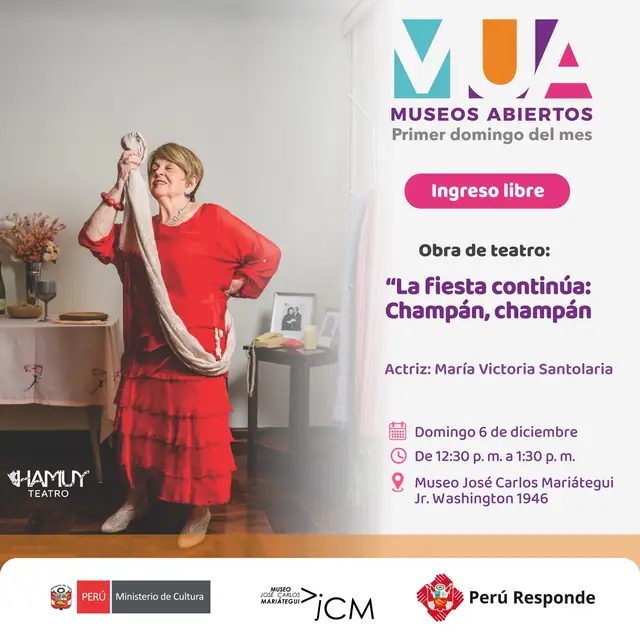 MUA
MUSEOS ABIERTOS
Primer domingo del mes
Ingreso libre
Obra de teatro:
“La fiesta continúa:
Champán, champán
Actriz: María Victoria Santolaria
Domingo 6 de diciembre
De 12:30 p. m. a 1:30 p. m.
Museo José Carlos Mariátegui
Jr. Washington 1946
HAMUY
TEATRO
PERÚ Ministerio de Cultura
MUSEO
JOSÉ CARLOS
MARIÁTEGUI
jCM
Perú Responde